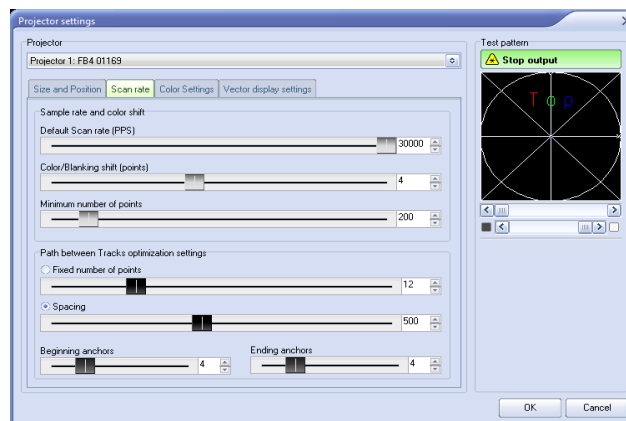 Projector settings
Projector
Projector 1: FB4 01169
Size and Position
Scan rate
Color Settings
Vector display settings
Sample rate and color shift
Default Scan rate (PPS)
30000
Color/Blanking shift (points)
4
Minimum number of points
200
Path between Tracks optimization settings
Fixed number of points
12
Spacing
500
Beginning anchors
4
Ending anchors
4
Test pattern
Stop output
Top
OK
Cancel